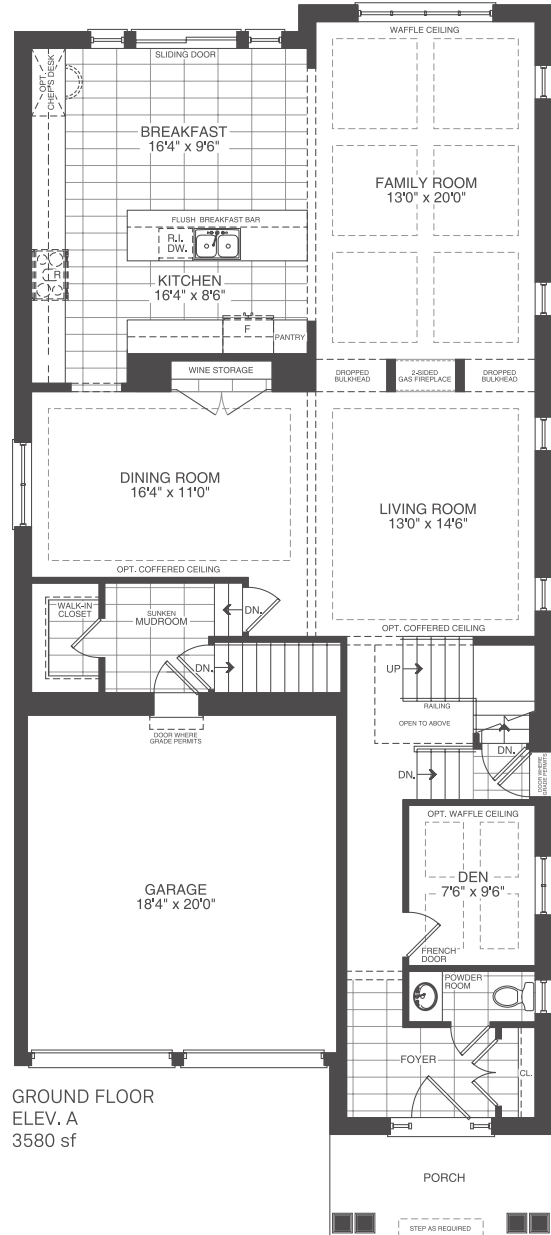 WAFFLE CEILING
SLIDING DOOR
OPT.
CHEF'S DESK
BREAKFAST
16'4" x 9'6"
FAMILY ROOM
13'0" x 20'0"
FLUSH BREAKFAST BAR
R.I.
DW.
KITCHEN
16'4" x 8'6"
R
F
PANTRY
WINE STORAGE
DROPPED
BULKHEAD
2-SIDED
GAS FIREPLACE
DROPPED
BULKHEAD
DINING ROOM
16'4" x 11'0"
LIVING ROOM
13'0" x 14'6"
OPT. COFFERED CEILING
OPT. COFFERED CEILING
WALK-IN
CLOSET
SUNKEN
MUDROOM
DN.
DN.
UP
RAILING
OPEN TO ABOVE
DOOR WHERE
GRADE PERMITS
DN.
DN.
DOOR WHERE
GRADE PERMITS
OPT. WAFFLE CEILING
DEN
7'6" x 9'6"
GARAGE
18'4" x 20'0"
FRENCH
DOOR
POWDER
ROOM
FOYER
CL.
GROUND FLOOR
ELEV. A
3580 sf
PORCH
STEP AS REQUIRED